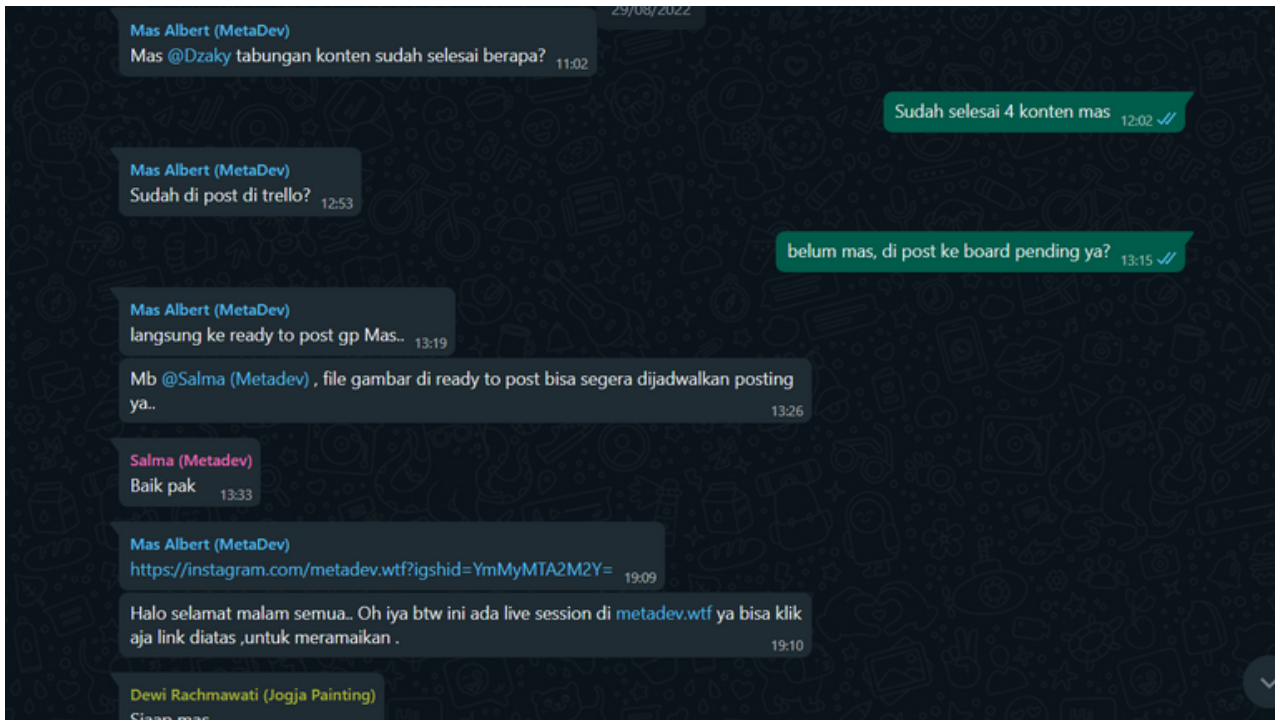 29/08/2022
Mas Albert (MetaDev)
Mas @Dzaky tabungan konten sudah selesai berapa? 11:02
Sudah selesai 4 konten mas 12:02
Mas Albert (MetaDev)
Sudah di post di trello? 12:53
belum mas, di post ke board pending ya? 13:15
Mas Albert (MetaDev)
langsung ke ready to post gp Mas.. 13:19
Mb @Salma (Metadev) , file gambar di ready to post bisa segera dijadwalkan posting
ya.. 13:26
Salma (Metadev)
Baik pak 13:33
Mas Albert (MetaDev)
https://instagram.com/metadev.wtf?igshid=YmMyMTA2M2Y= 19:09
Halo selamat malam semua.. Oh iya btw ini ada live session di metadev.wtf ya bisa klik
aja link diatas ,untuk meramaikan . 19:10
Dewi Rachmawati (Jogja Painting)
Siaap mas